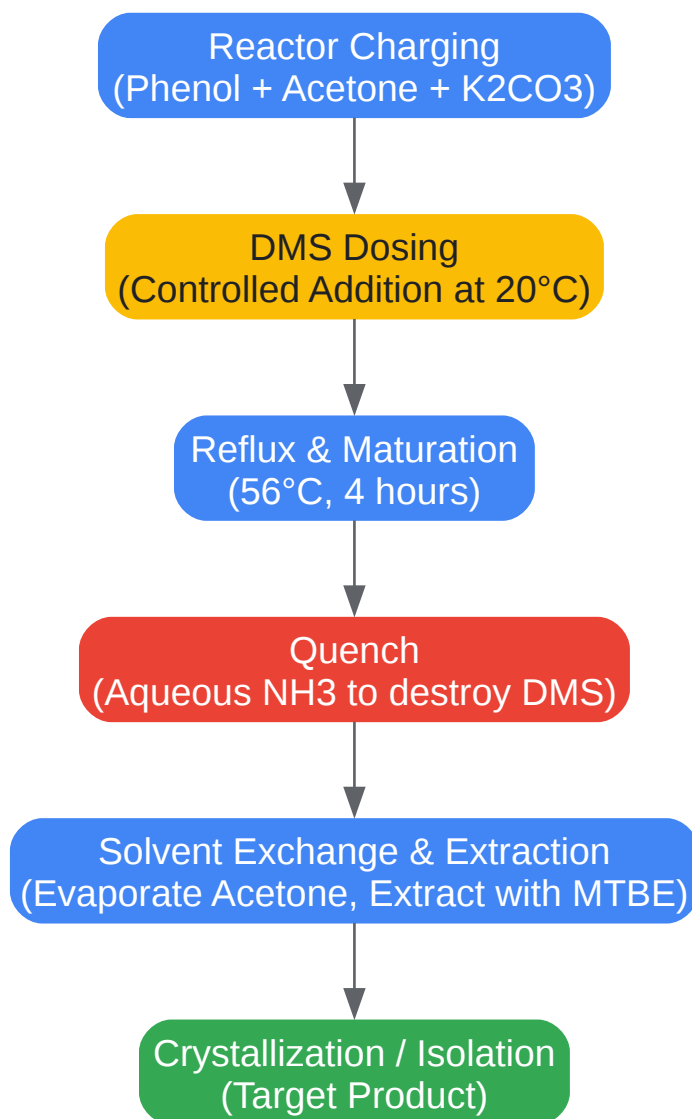 Reactor Charging
(Phenol + Acetone + K2CO3)
DMS Dosing
(Controlled Addition at 20°C)
Reflux & Maturation
(56°C, 4 hours)
Quench
(Aqueous NH3 to destroy DMS)
Solvent Exchange & Extraction
(Evaporate Acetone, Extract with MTBE)
Crystallization / Isolation
(Target Product)